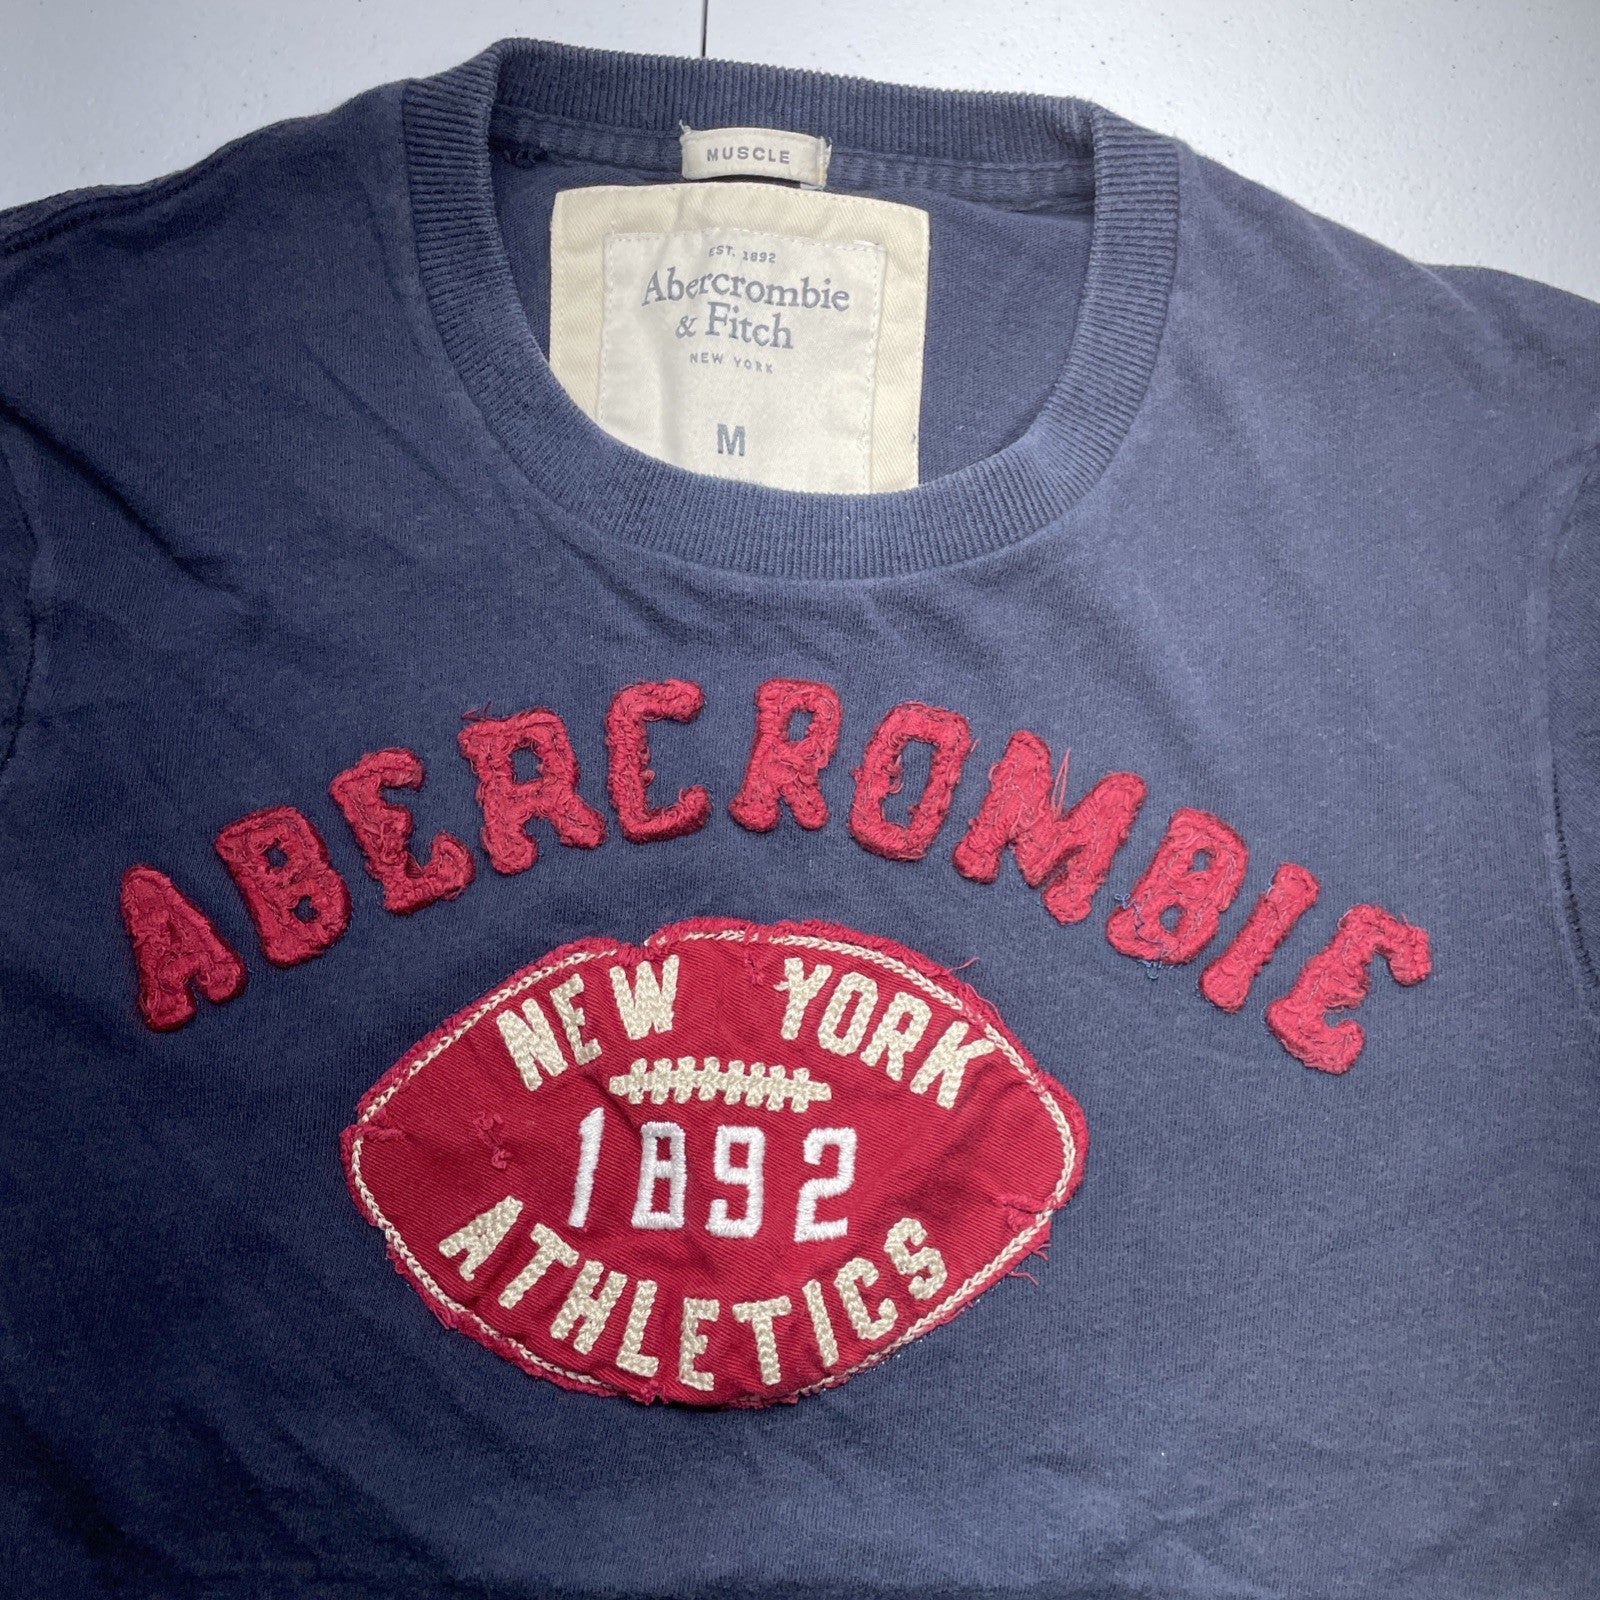 MUSCLE
EST. 1892
Abercrombie
& Fitch
NEW YORK
M
ABERCROMBIE
NEW YORK
1892
ATHLETICS